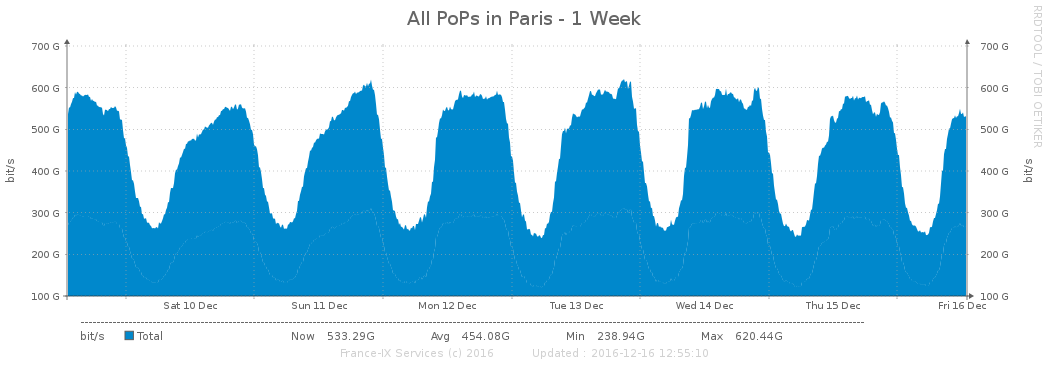 All PoPs in Paris - 1 Week
RRDTOOL / TOBI OETIKER
bit/s
700 G
600 G
500 G
400 G
300 G
200 G
100 G
700 G
600 G
500 G
400 G
300 G
200 G
100 G
bit/s
Sat 10 Dec Sun 11 Dec Mon 12 Dec Tue 13 Dec Wed 14 Dec Thu 15 Dec Fri 16 Dec
bit/s Total Now 533.29G Avg 454.08G Min 238.94G Max 620.44G
France-IX Services (c) 2016 Updated : 2016-12-16 12:55:10